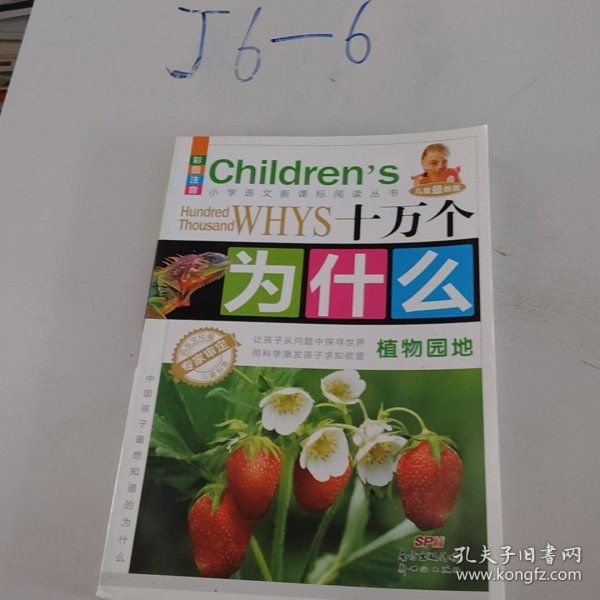 J6-6
彩图注音
Children's
小学语文新课标阅读丛书
儿童最新版
Hundred
Thousand
WHYS
十万个
为什么
专家审定
让孩子从问题中探寻世界
用科学激发孩子求知欲望
植物园地
中国孩子最想知道的为什么
SPM
孔夫子旧书网
www.kongfz.com